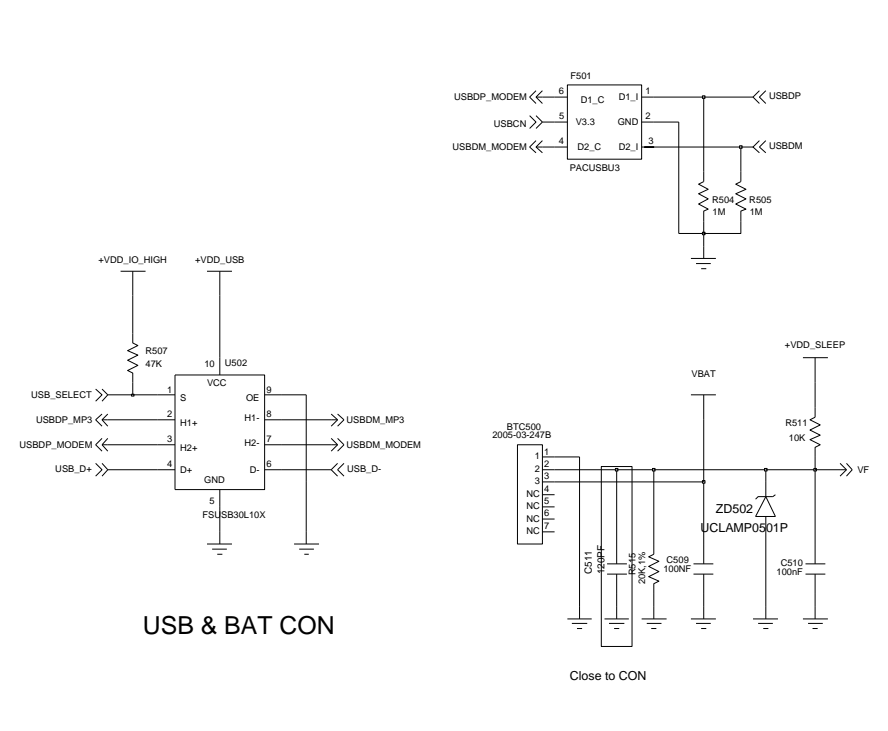 F501
USBDP_MODEM 6 D1_C D1_I 1 USBDP
USBCN 5 V3.3 GND 2
USBDM_MODEM 4 D2_C D2_I 3 USBDM
PACUSBU3
R504 R505
1M 1M
+VDD_IO_HIGH +VDD_USB
R507
47K
10 U502
VCC
USB_SELECT 1 S OE 9
USBDP_MP3 2 H1+ H1- 8 USBDM_MP3
USBDP_MODEM 3 H2+ H2- 7 USBDM_MODEM
USB_D+ 4 D+ D- 6 USB_D-
GND
5
FSUSB30L10X
+VDD_SLEEP
VBAT
R511
10K
BTC500
2005-03-247B
1 1
2 2
3 3
NC 4
NC 5
NC 6
NC 7
VF
ZD502
UCLAMP0501P
C511
120PF
R515
20K,1%
C509
100NF
C510
100nF
USB & BAT CON
Close to CON